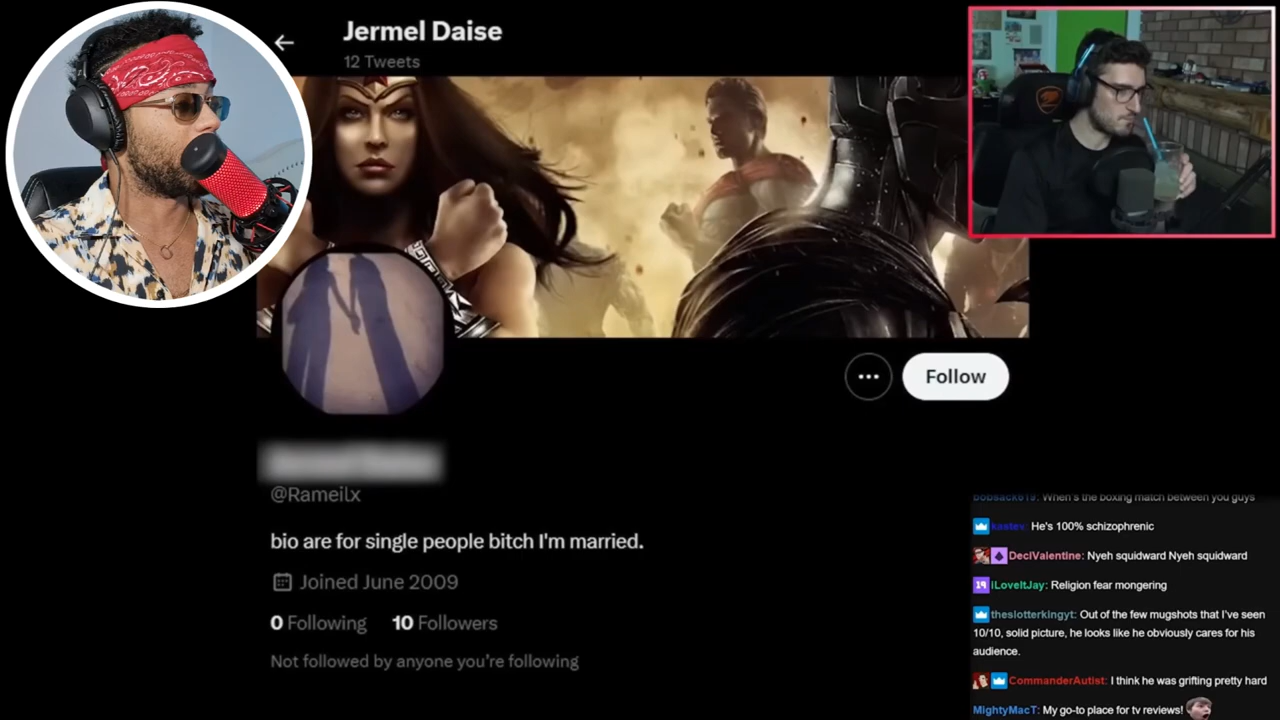 Jermel Daise
12 Tweets
Follow
@Rameilx
bio are for single people bitch I'm married.
Joined June 2009
0 Following 10 Followers
Not followed by anyone you're following
bobsack619: When's the boxing match between you guys
kastev: He's 100% schizophrenic
DeciValentine: Nyeh squidward Nyeh squidward
19 iLoveItJay: Religion fear mongering
theslotterkingyt: Out of the few mugshots that I've seen
10/10, solid picture, he looks like he obviously cares for his
audience.
CommanderAutist: I think he was grifting pretty hard
MightyMacT: My go-to place for tv reviews!